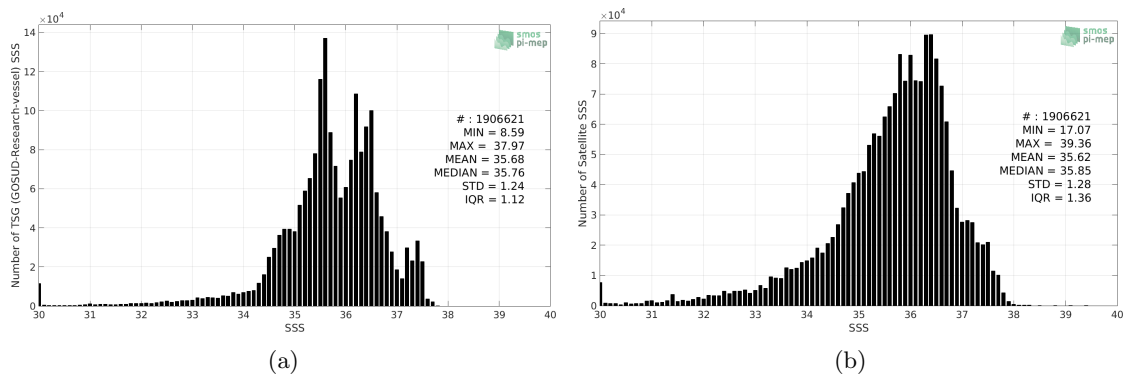 ×10⁴
14
12
10
8
6
4
2
0
Number of TSG (GOSUD-Research-vessel) SSS
smos
pi-mep
# : 1906621
MIN = 8.59
MAX = 37.97
MEAN = 35.68
MEDIAN = 35.76
STD = 1.24
IQR = 1.12
30 31 32 33 34 35 36 37 38 39 40
SSS
(a)
×10⁴
9
8
7
6
5
4
3
2
1
0
Number of Satellite SSS
smos
pi-mep
# : 1906621
MIN = 17.07
MAX = 39.36
MEAN = 35.62
MEDIAN = 35.85
STD = 1.28
IQR = 1.36
30 31 32 33 34 35 36 37 38 39 40
SSS
(b)